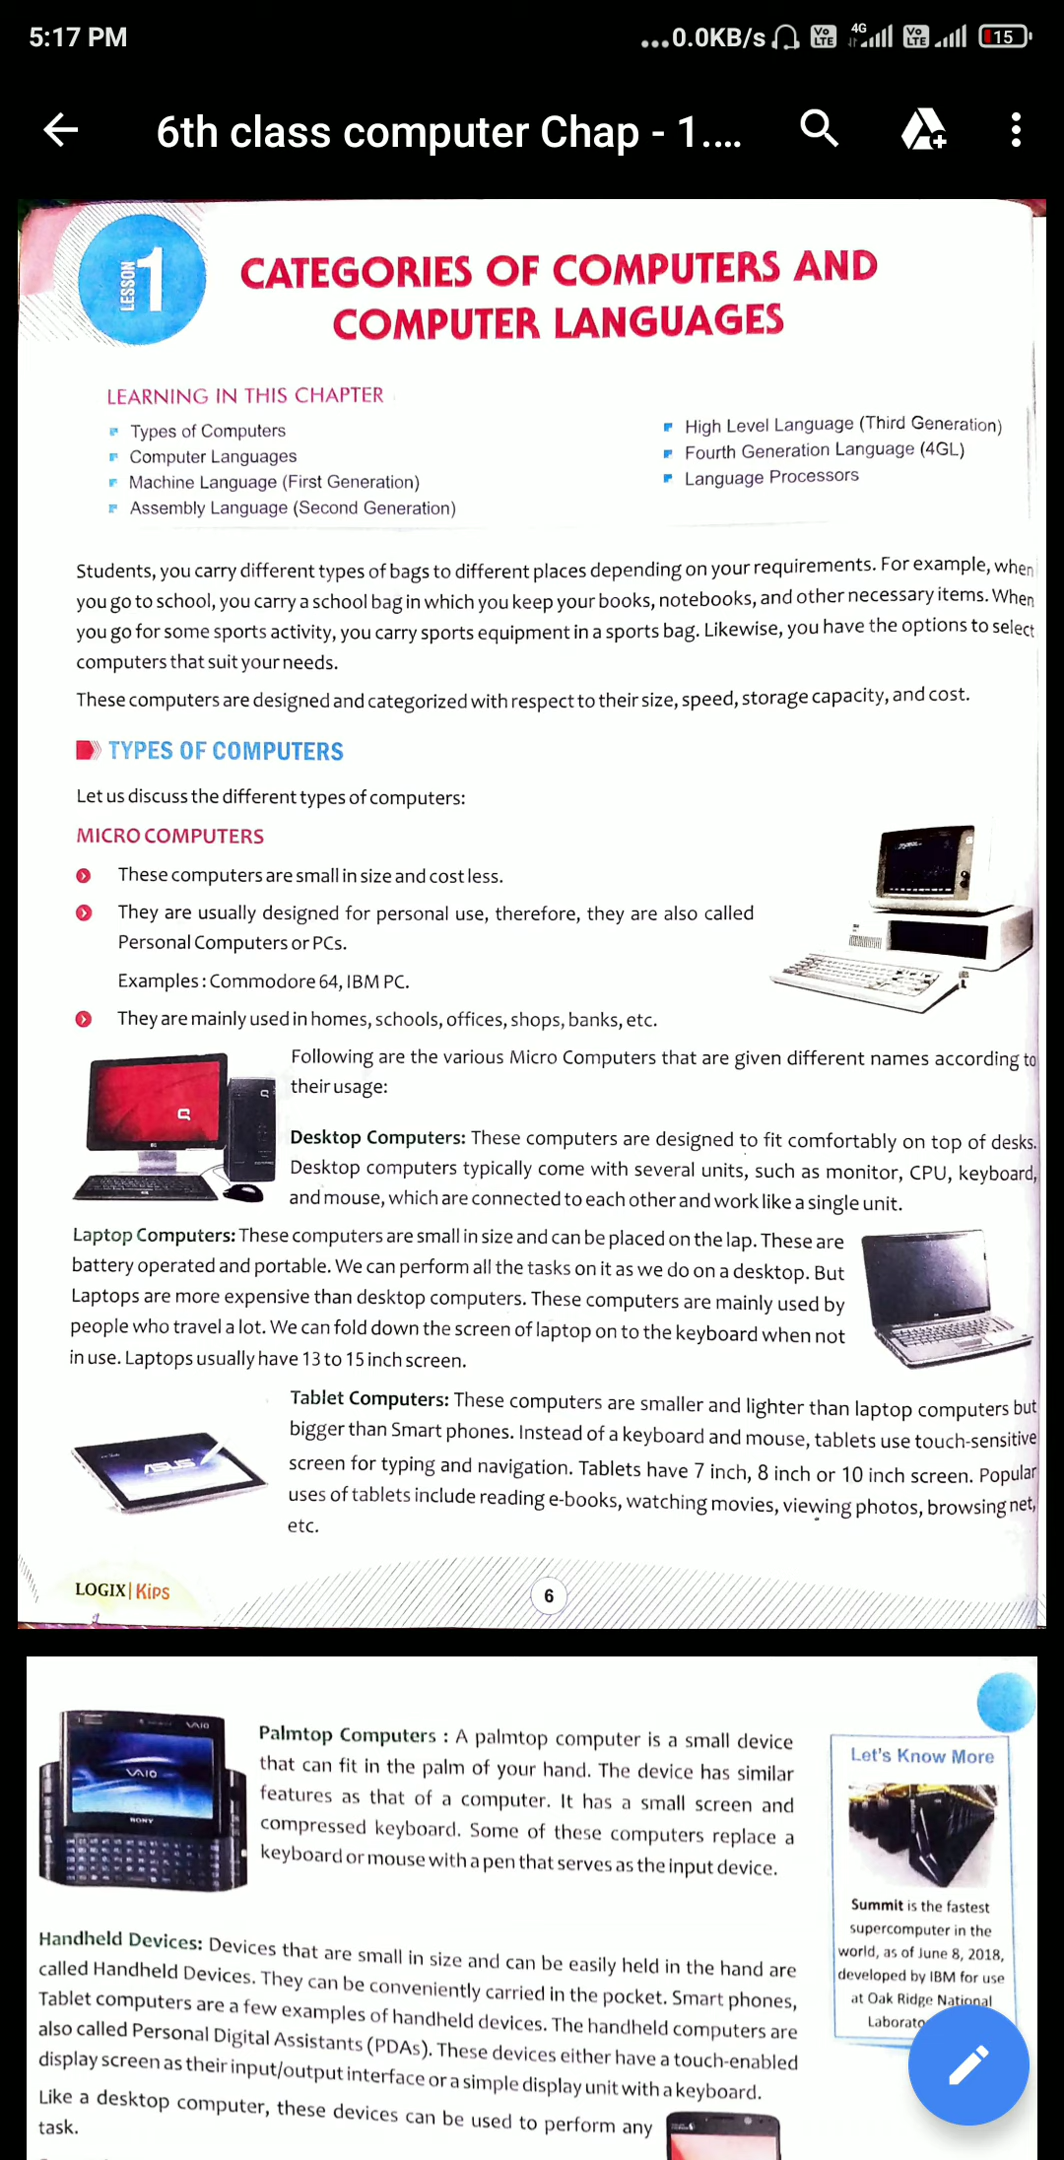 5:17 PM
...0.0KB/s Vo LTE 4G Vo LTE 15
6th class computer Chap - 1....
LESSON 1
CATEGORIES OF COMPUTERS AND
COMPUTER LANGUAGES
LEARNING IN THIS CHAPTER
Types of Computers
Computer Languages
Machine Language (First Generation)
Assembly Language (Second Generation)
High Level Language (Third Generation)
Fourth Generation Language (4GL)
Language Processors
Students, you carry different types of bags to different places depending on your requirements. For example, when
you go to school, you carry a school bag in which you keep your books, notebooks, and other necessary items. When
you go for some sports activity, you carry sports equipment in a sports bag. Likewise, you have the options to select
computers that suit your needs.
These computers are designed and categorized with respect to their size, speed, storage capacity, and cost.
TYPES OF COMPUTERS
Let us discuss the different types of computers:
MICRO COMPUTERS
These computers are small in size and cost less.
They are usually designed for personal use, therefore, they are also called
Personal Computers or PCs.
Examples : Commodore 64, IBM PC.
They are mainly used in homes, schools, offices, shops, banks, etc.
Following are the various Micro Computers that are given different names according to
their usage:
Desktop Computers: These computers are designed to fit comfortably on top of desks.
Desktop computers typically come with several units, such as monitor, CPU, keyboard,
and mouse, which are connected to each other and work like a single unit.
Laptop Computers: These computers are small in size and can be placed on the lap. These are
battery operated and portable. We can perform all the tasks on it as we do on a desktop. But
Laptops are more expensive than desktop computers. These computers are mainly used by
people who travel a lot. We can fold down the screen of laptop on to the keyboard when not
in use. Laptops usually have 13 to 15 inch screen.
Tablet Computers: These computers are smaller and lighter than laptop computers but
bigger than Smart phones. Instead of a keyboard and mouse, tablets use touch-sensitive
screen for typing and navigation. Tablets have 7 inch, 8 inch or 10 inch screen. Popular
uses of tablets include reading e-books, watching movies, viewing photos, browsing net,
etc.
ASUS
LOGIX | Kips
6
VAIO
VAIO
SONY
Palmtop Computers : A palmtop computer is a small device
that can fit in the palm of your hand. The device has similar
features as that of a computer. It has a small screen and
compressed keyboard. Some of these computers replace a
keyboard or mouse with a pen that serves as the input device.
Let's Know More
Summit is the fastest
supercomputer in the
world, as of June 8, 2018,
developed by IBM for use
at Oak Ridge National
Laborato
Handheld Devices: Devices that are small in size and can be easily held in the hand are
called Handheld Devices. They can be conveniently carried in the pocket. Smart phones,
Tablet computers are a few examples of handheld devices. The handheld computers are
also called Personal Digital Assistants (PDAs). These devices either have a touch-enabled
display screen as their input/output interface or a simple display unit with a keyboard.
Like a desktop computer, these devices can be used to perform any
task.